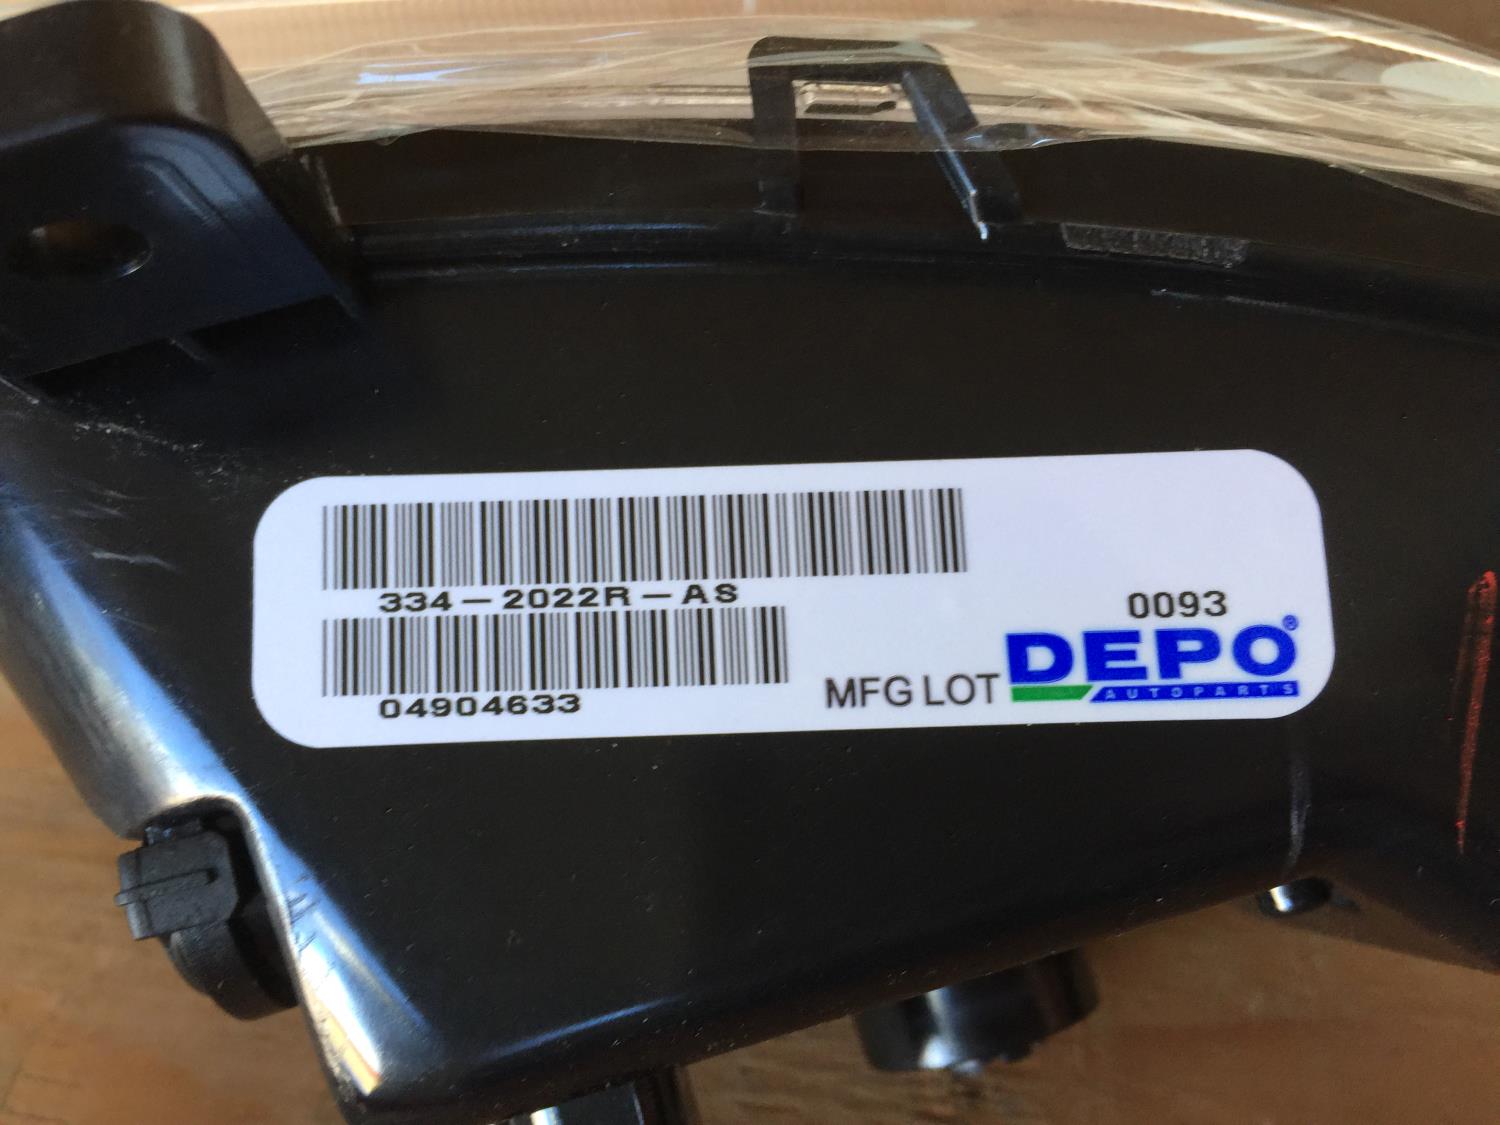 334-2022R-AS
04904633
0093
MFG LOT
DEPO®
AUTOPARTS